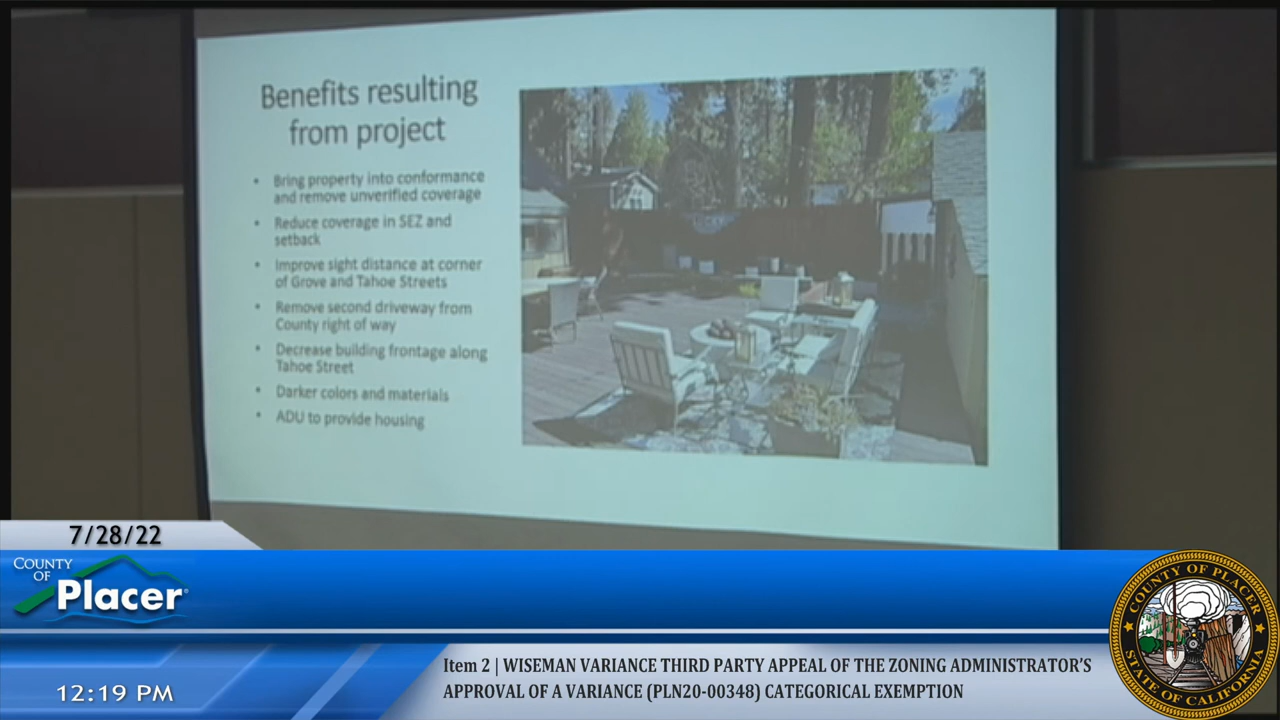 Benefits resulting
from project
• Bring property into conformance
and remove unverified coverage
• Reduce coverage in SEZ and
setback
• Improve sight distance at corner
of Grove and Tahoe Streets
• Remove second driveway from
County right of way
• Decrease building frontage along
Tahoe Street
• Darker colors and materials
• ADU to provide housing
7/28/22
COUNTY
OF
Placer
12:19 PM
Item 2 | WISEMAN VARIANCE THIRD PARTY APPEAL OF THE ZONING ADMINISTRATOR'S
APPROVAL OF A VARIANCE (PLN20-00348) CATEGORICAL EXEMPTION
COUNTY OF PLACER
STATE OF CALIFORNIA